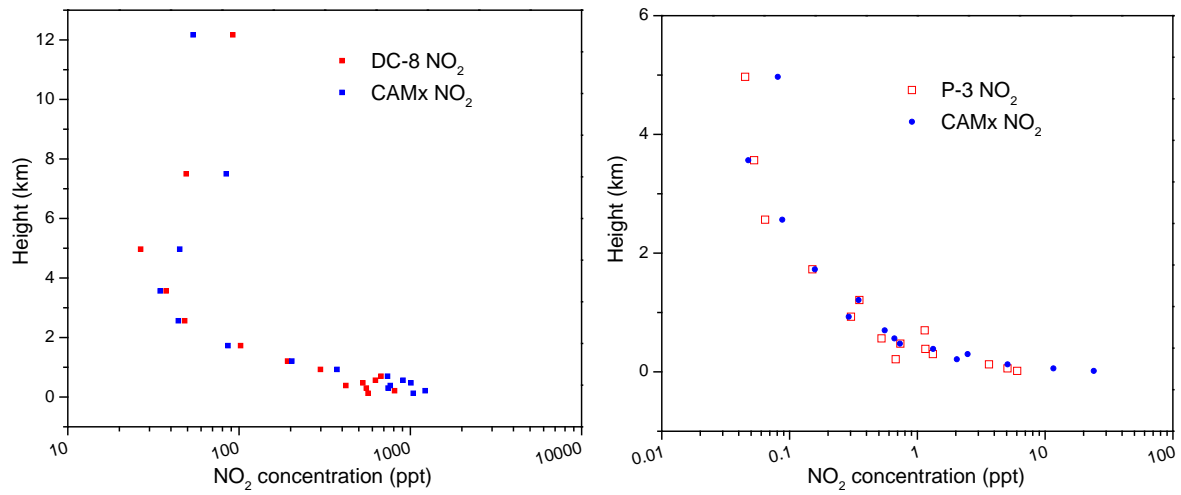 12
10
8
6
4
2
0
Height (km)
DC-8 NO₂
CAMx NO₂
10
100
1000
10000
NO₂ concentration (ppt)
6
4
2
0
Height (km)
P-3 NO₂
CAMx NO₂
0.01
0.1
1
10
100
NO₂ concentration (ppt)